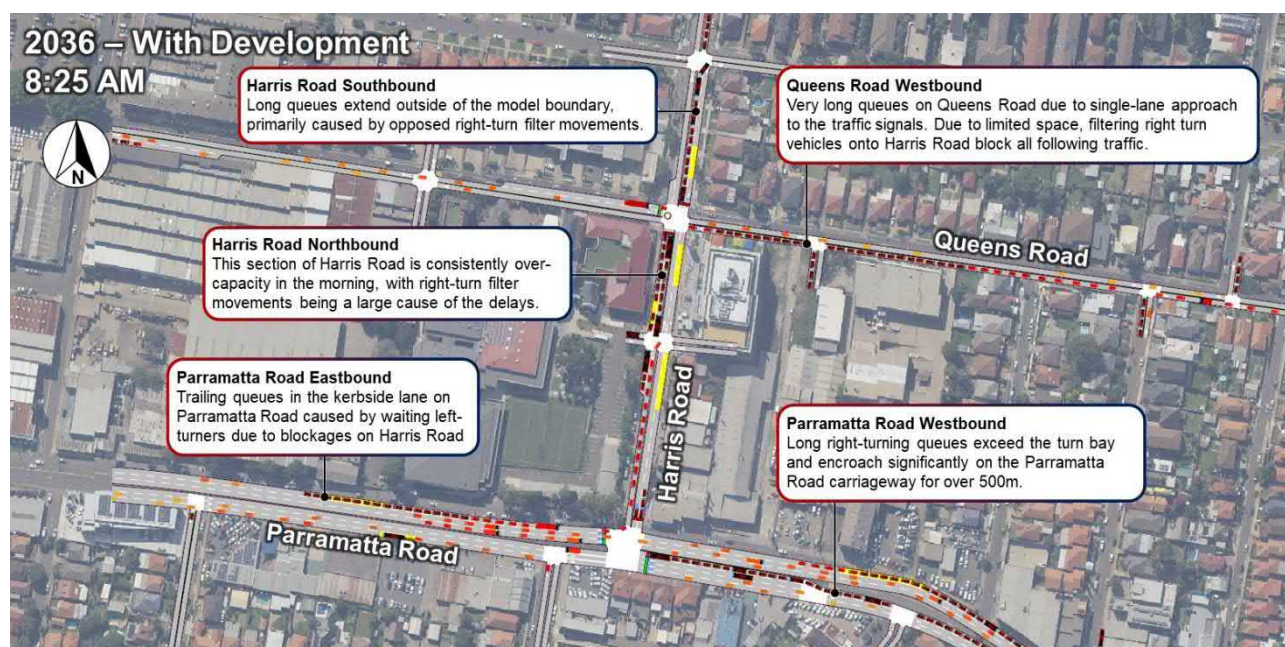 2036 – With Development
8:25 AM
N
Harris Road Southbound
Long queues extend outside of the model boundary,
primarily caused by opposed right-turn filter movements.
Queens Road Westbound
Very long queues on Queens Road due to single-lane approach
to the traffic signals. Due to limited space, filtering right turn
vehicles onto Harris Road block all following traffic.
Harris Road Northbound
This section of Harris Road is consistently over-
capacity in the morning, with right-turn filter
movements being a large cause of the delays.
Queens Road
Parramatta Road Eastbound
Trailing queues in the kerbside lane on
Parramatta Road caused by waiting left-
turners due to blockages on Harris Road
Harris Road
Parramatta Road Westbound
Long right-turning queues exceed the turn bay
and encroach significantly on the Parramatta
Road carriageway for over 500m.
Parramatta Road